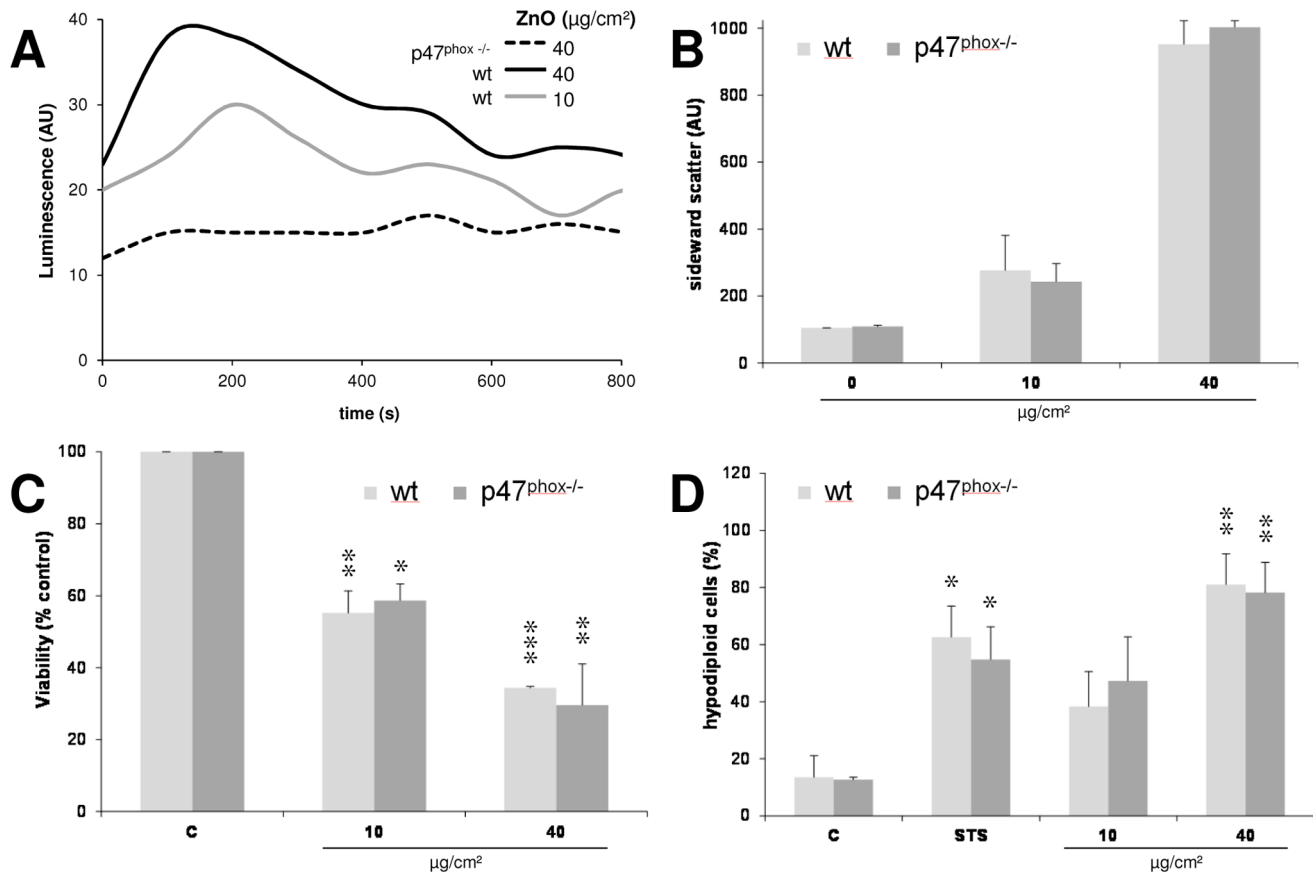 A
ZnO (μg/cm²)
p47phox -/- 40
wt 40
wt 10
40
30
20
10
0
Luminescence (AU)
0 200 400 600 800
time (s)
B
wt p47phox-/-
1000
800
600
400
200
0
sideward scatter (AU)
0 10 40
μg/cm²
C
wt p47phox-/-
100
80
60
40
20
0
Viability (% control)
** * *** **
C 10 40
μg/cm²
D
wt p47phox-/-
120
100
80
60
40
20
0
hypodiploid cells (%)
* * ** **
C STS 10 40
μg/cm²